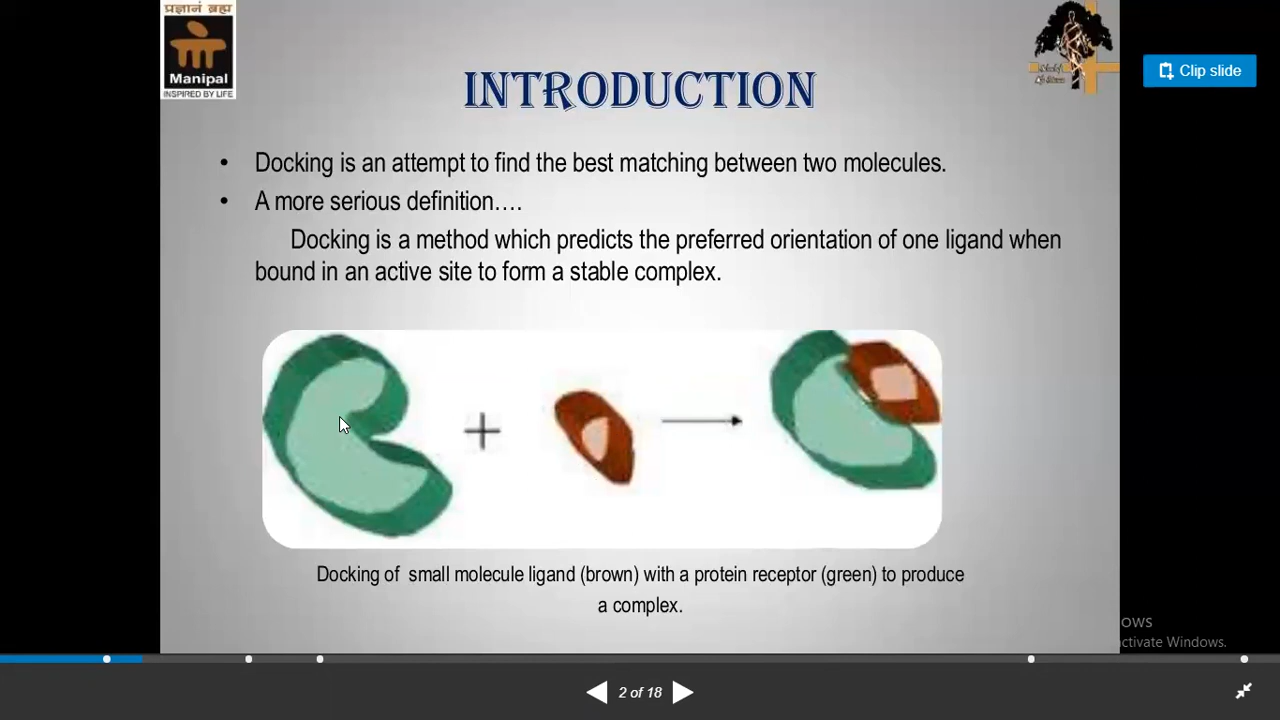 प्रज्ञानं ब्रह्म
Manipal
INSPIRED BY LIFE
Clip slide
INTRODUCTION
• Docking is an attempt to find the best matching between two molecules.
• A more serious definition….
Docking is a method which predicts the preferred orientation of one ligand when
bound in an active site to form a stable complex.
+
Docking of small molecule ligand (brown) with a protein receptor (green) to produce
a complex.
ows
activate Windows.
2 of 18